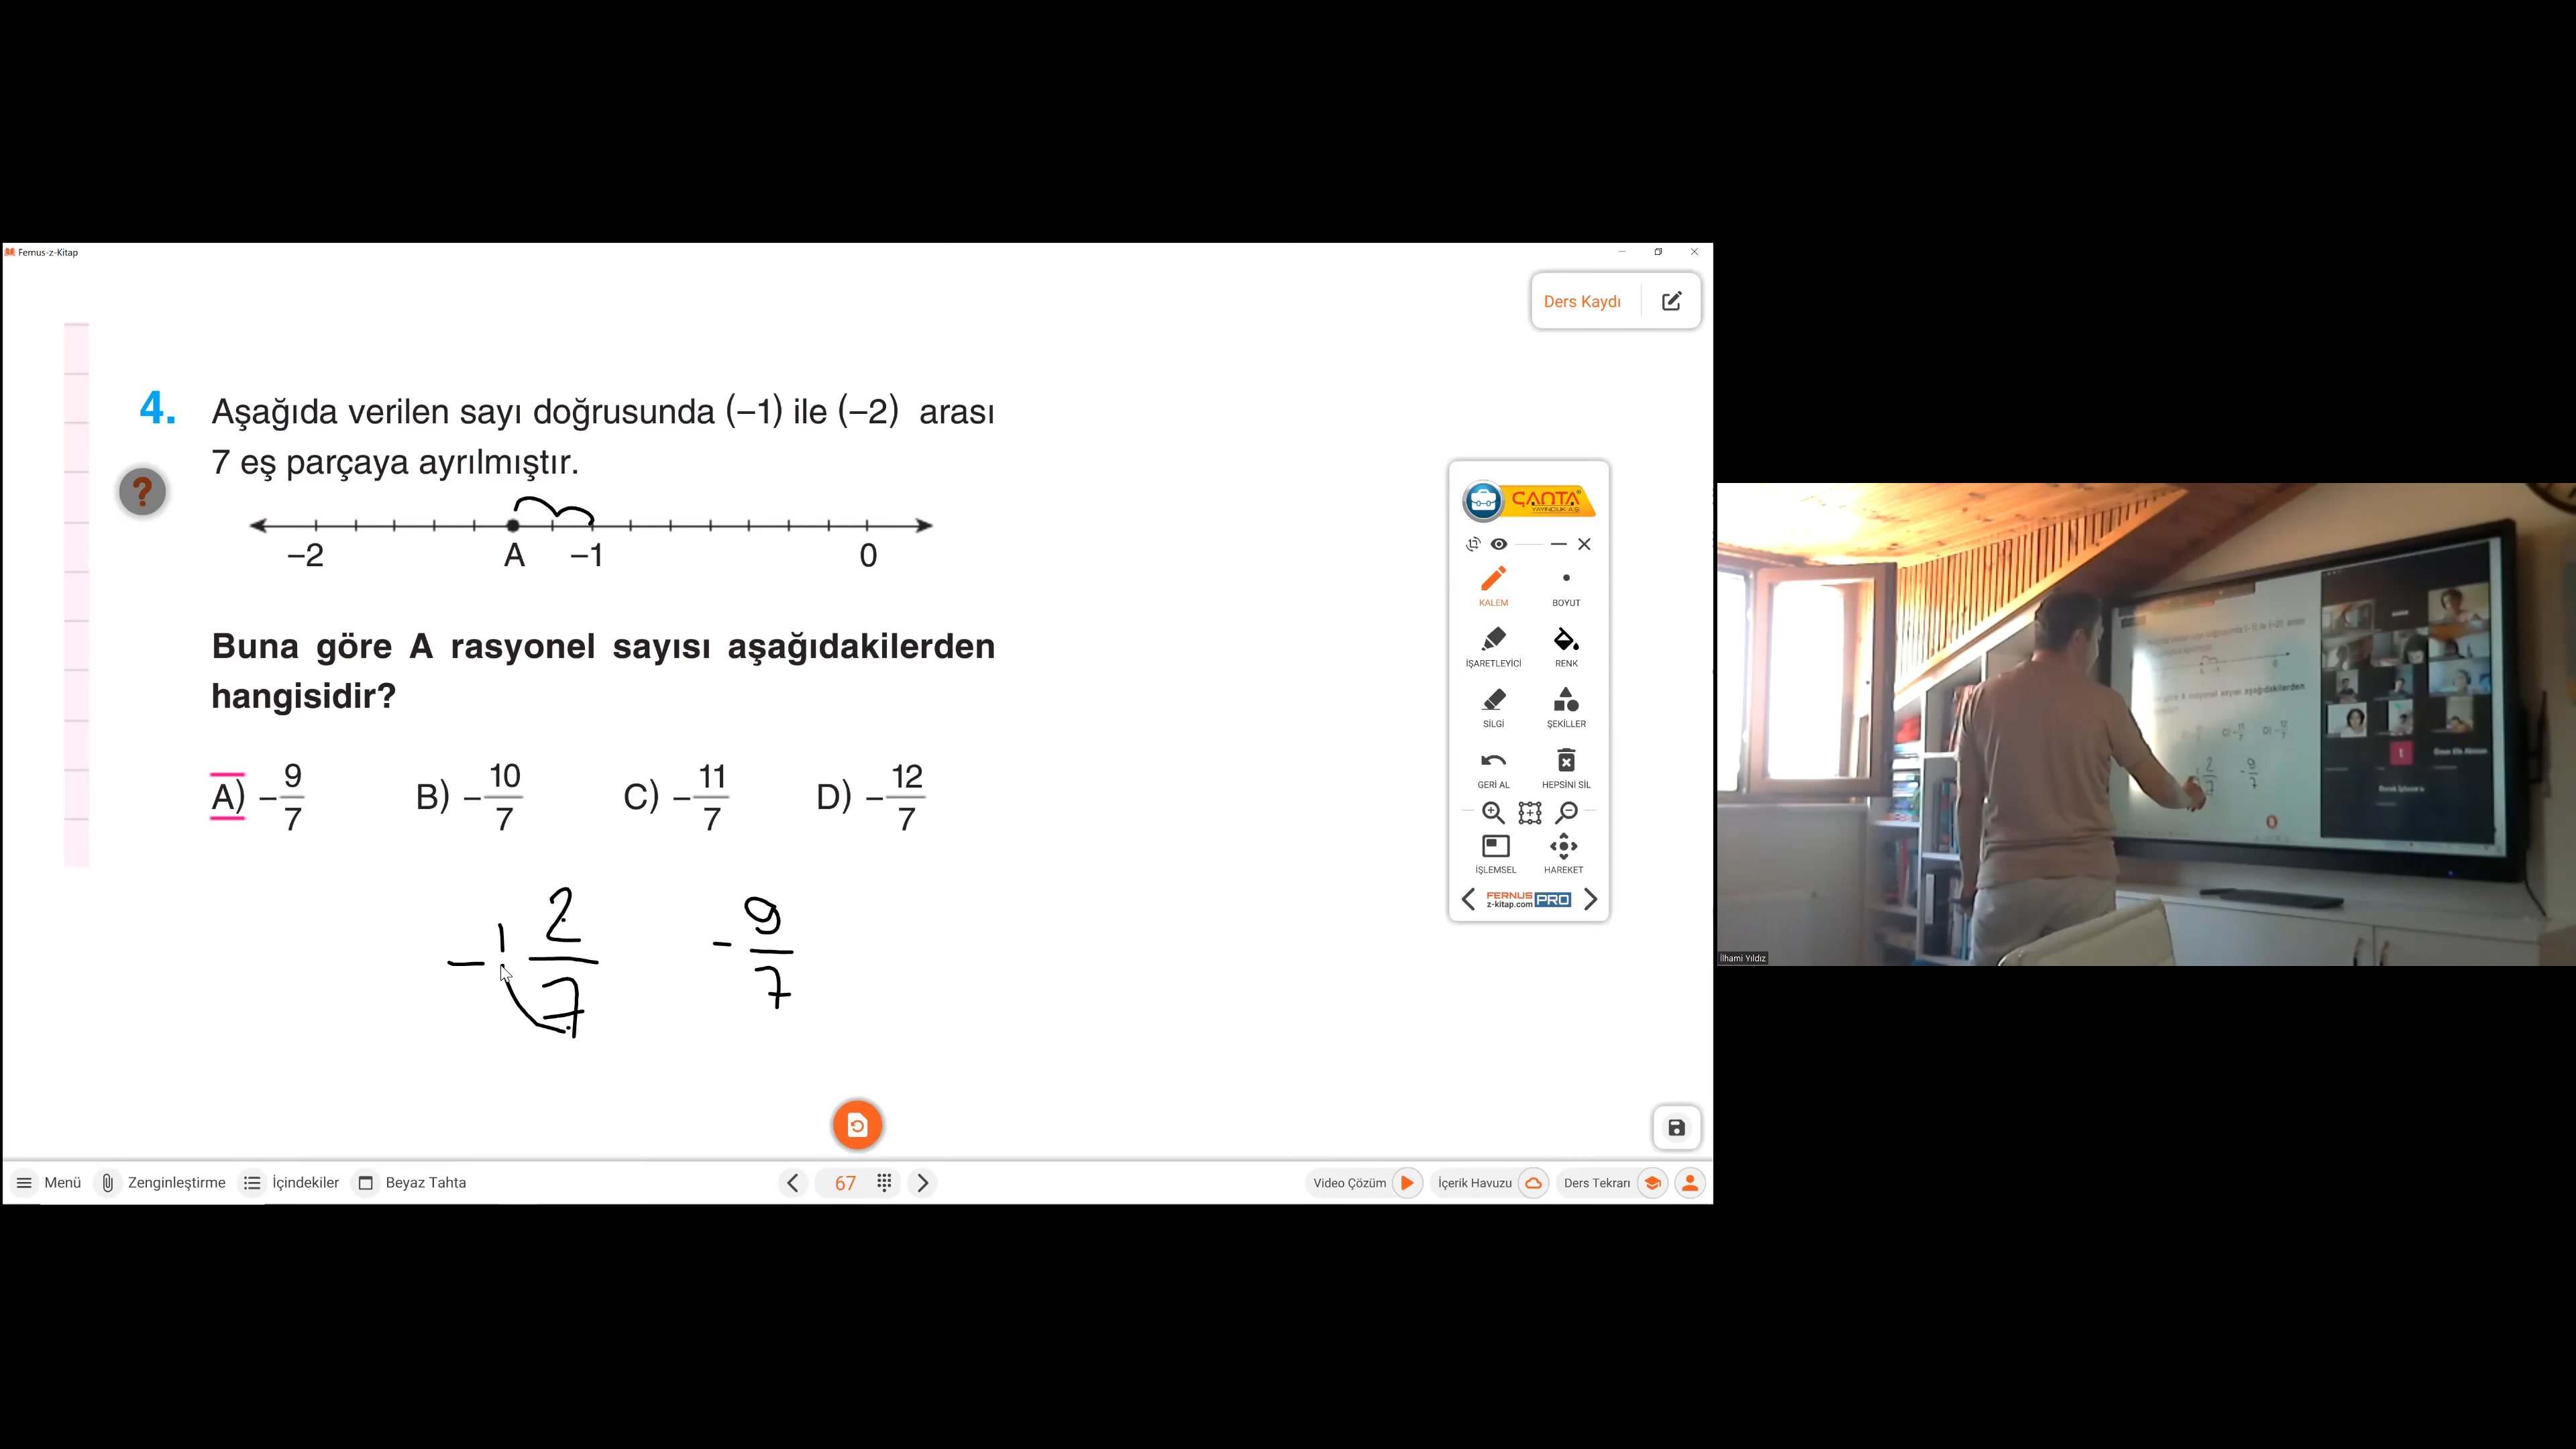 Fernus-z-Kitap
Ders Kaydı
4. Aşağıda verilen sayı doğrusunda (–1) ile (–2) arası
7 eş parçaya ayrılmıştır.
?
–2 A –1 0
Buna göre A rasyonel sayısı aşağıdakilerden
hangisidir?
A) –9/7 B) –10/7 C) –11/7 D) –12/7
–1 2/7 -9/7
ÇANTA
YAYINCILIK A.Ş.
KALEM BOYUT
İŞARETLEYİCİ RENK
SİLGİ ŞEKİLLER
GERİ AL HEPSİNİ SİL
İŞLEMSEL HAREKET
FERNUS
z-kitap.com PRO
Menü Zenginleştirme İçindekiler Beyaz Tahta 67 Video Çözüm İçerik Havuzu Ders Tekrarı
İlhami Yıldız